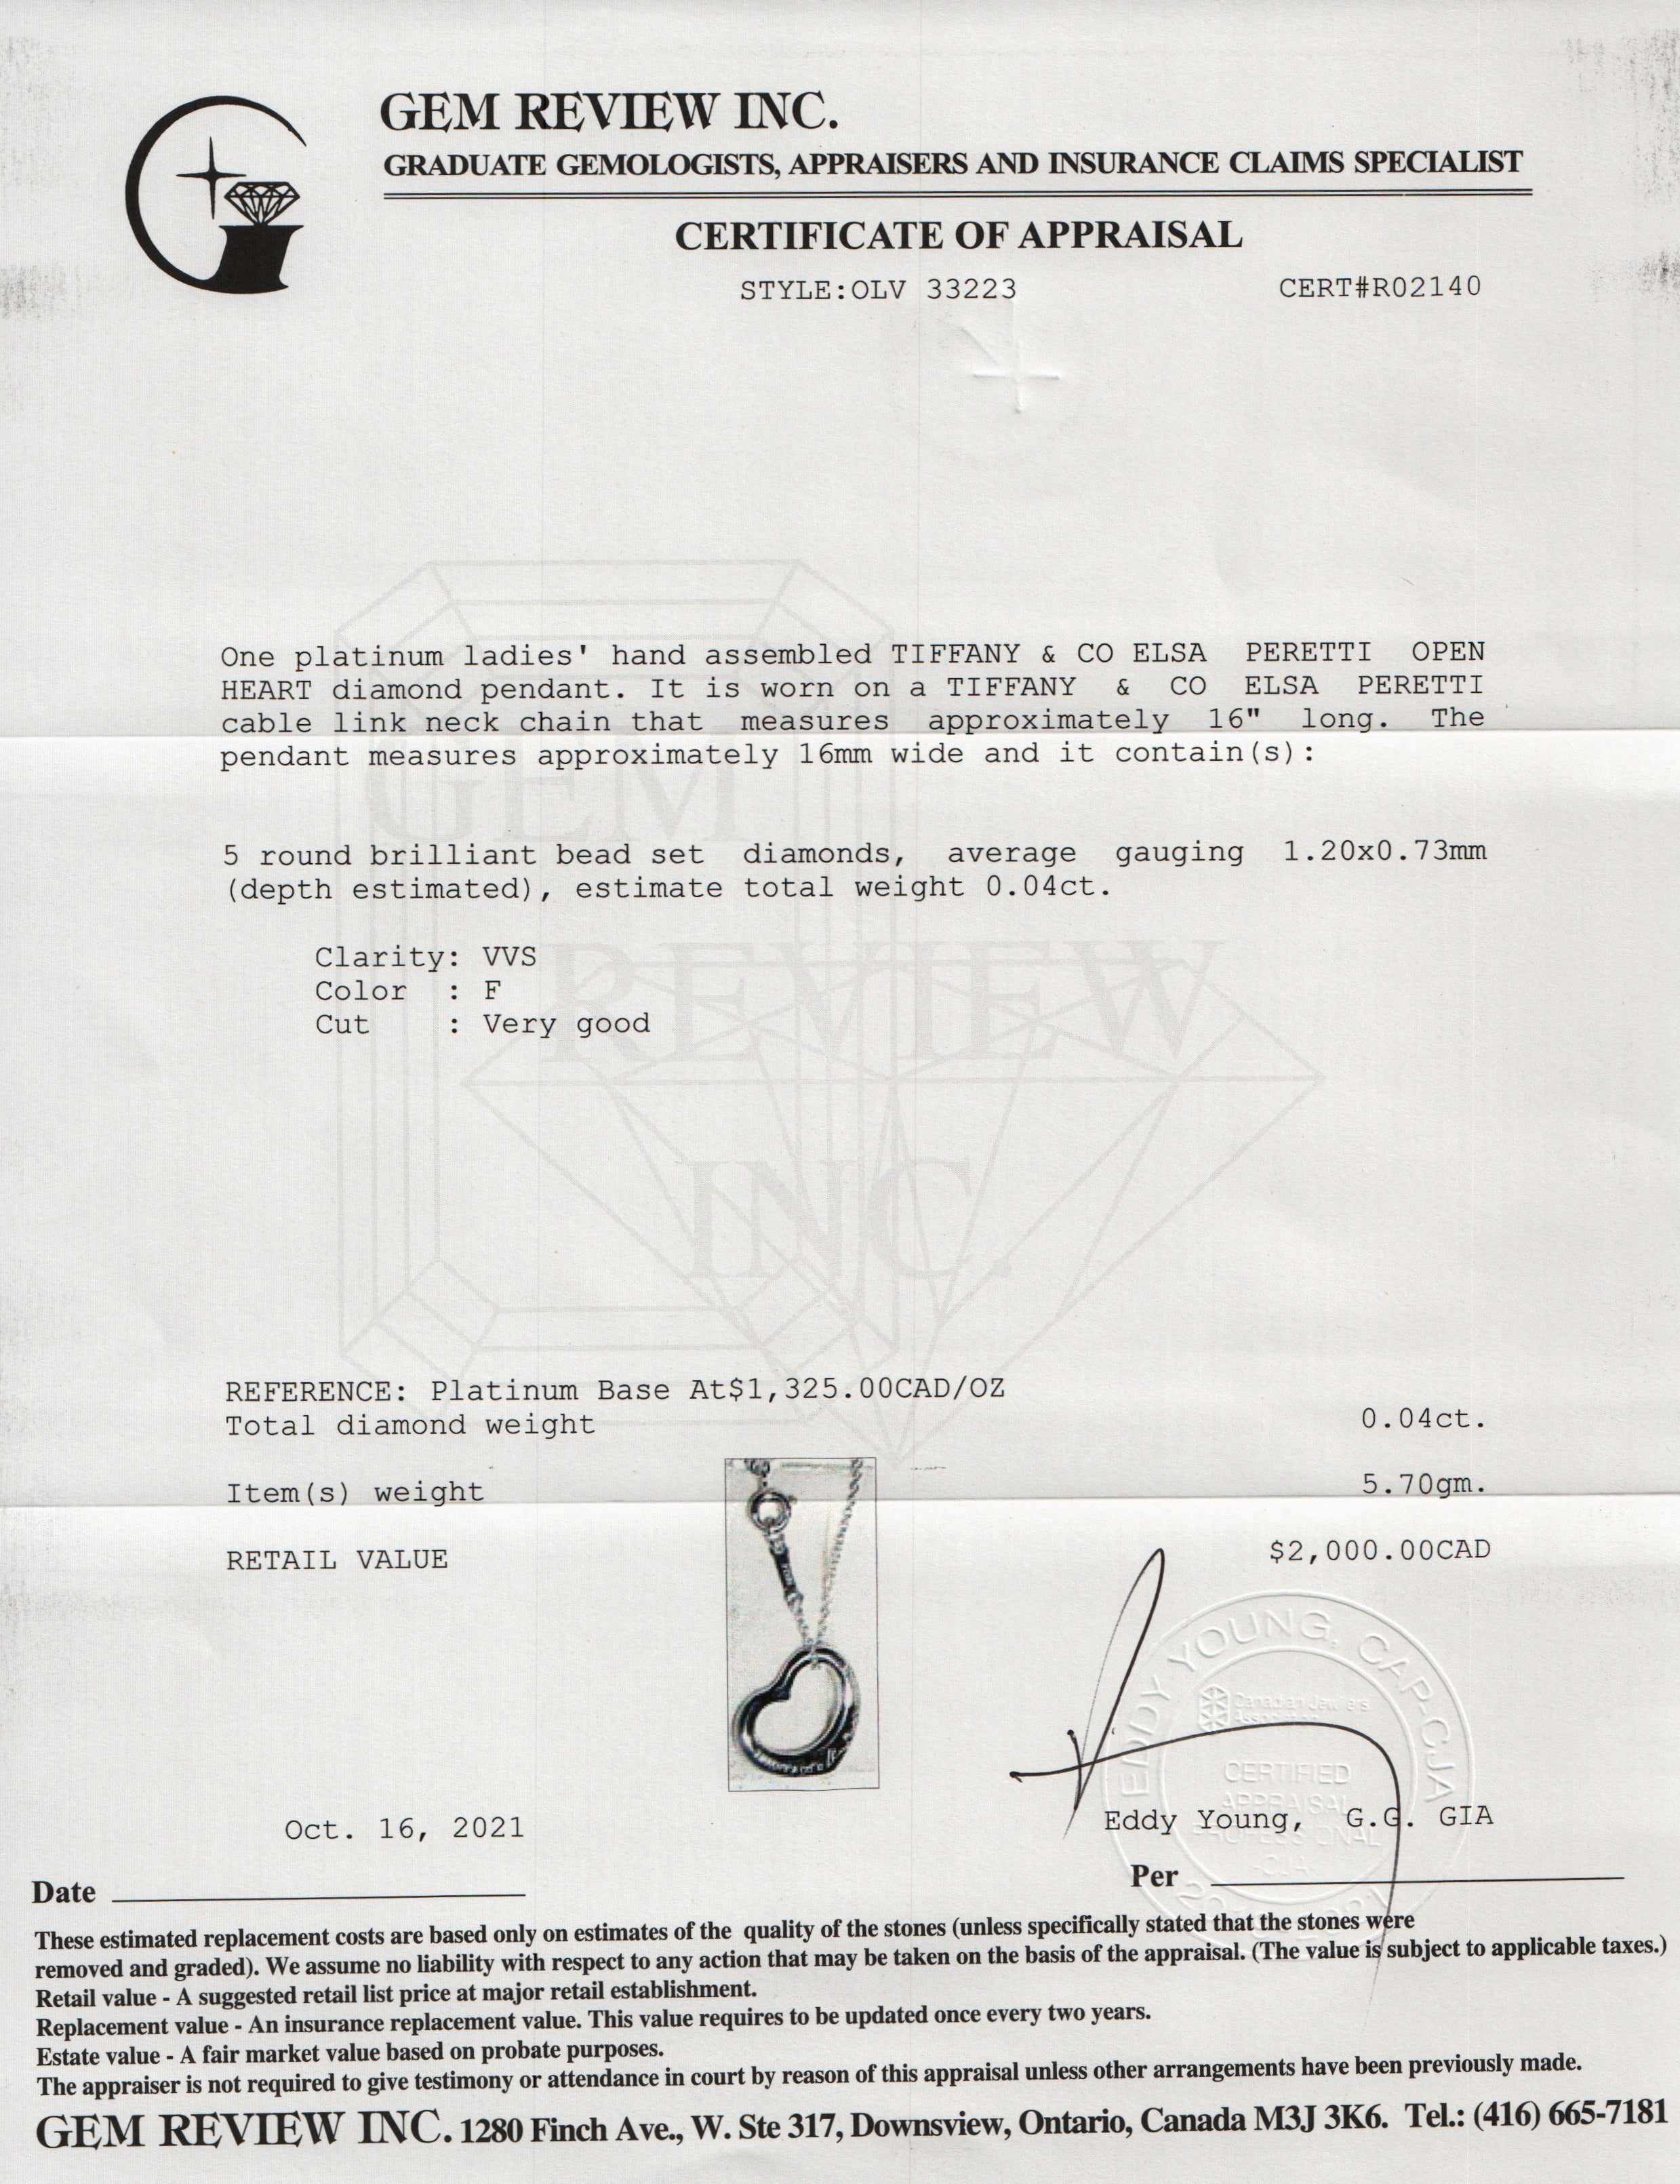 GEM REVIEW INC.
GRADUATE GEMOLOGISTS, APPRAISERS AND INSURANCE CLAIMS SPECIALIST
CERTIFICATE OF APPRAISAL
STYLE:OLV 33223 CERT#R02140
One platinum ladies' hand assembled TIFFANY & CO ELSA PERETTI OPEN
HEART diamond pendant. It is worn on a TIFFANY & CO ELSA PERETTI
cable link neck chain that measures approximately 16" long. The
pendant measures approximately 16mm wide and it contain(s):
GEM
5 round brilliant bead set diamonds, average gauging 1.20x0.73mm
(depth estimated), estimate total weight 0.04ct.
Clarity: VVS
Color : F
Cut : Very good
REVIEW
INC.
REFERENCE: Platinum Base At$1,325.00CAD/OZ
Total diamond weight 0.04ct.
Item(s) weight 5.70gm.
RETAIL VALUE $2,000.00CAD
EDDY YOUNG, CAP-CJA
Canadian Jewellers
Association
CERTIFIED
APPRAISAL
PROFESSIONAL
CJA
Oct. 16, 2021
Eddy Young, G.G. GIA
Date
Per
These estimated replacement costs are based only on estimates of the quality of the stones (unless specifically stated that the stones were
removed and graded). We assume no liability with respect to any action that may be taken on the basis of the appraisal. (The value is subject to applicable taxes.)
Retail value - A suggested retail list price at major retail establishment.
Replacement value - An insurance replacement value. This value requires to be updated once every two years.
Estate value - A fair market value based on probate purposes.
The appraiser is not required to give testimony or attendance in court by reason of this appraisal unless other arrangements have been previously made.
GEM REVIEW INC. 1280 Finch Ave., W. Ste 317, Downsview, Ontario, Canada M3J 3K6. Tel.: (416) 665-7181